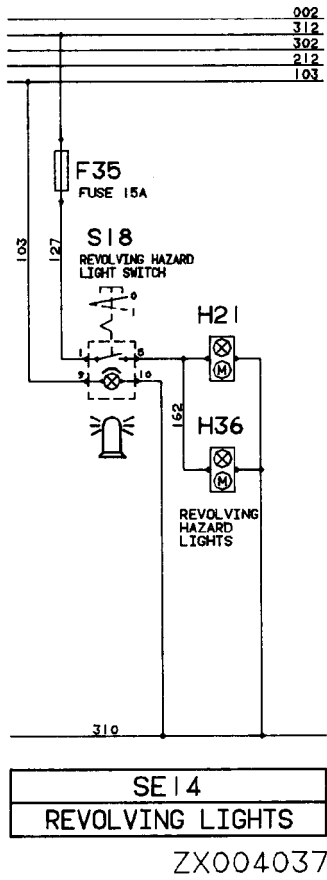 002
312
302
212
103
F35
FUSE 15A
103
127
S18
REVOLVING HAZARD
LIGHT SWITCH
0
1
H21
1
5
M
9
10
162
H36
M
REVOLVING
HAZARD
LIGHTS
310
SE14
REVOLVING LIGHTS
ZX004037